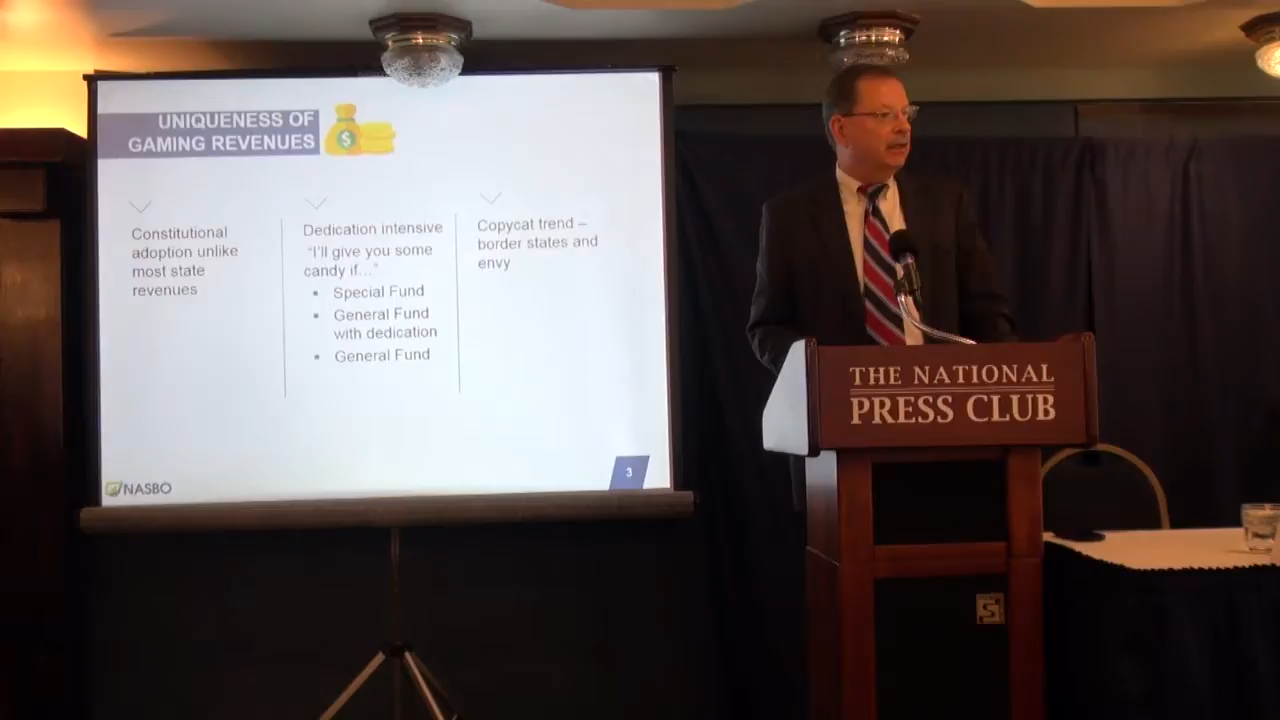 UNIQUENESS OF
GAMING REVENUES
$
Constitutional
adoption unlike
most state
revenues
Dedication intensive
"I'll give you some
candy if…"
• Special Fund
• General Fund
with dedication
• General Fund
Copycat trend –
border states and
envy
NASBO
3
THE NATIONAL
PRESS CLUB